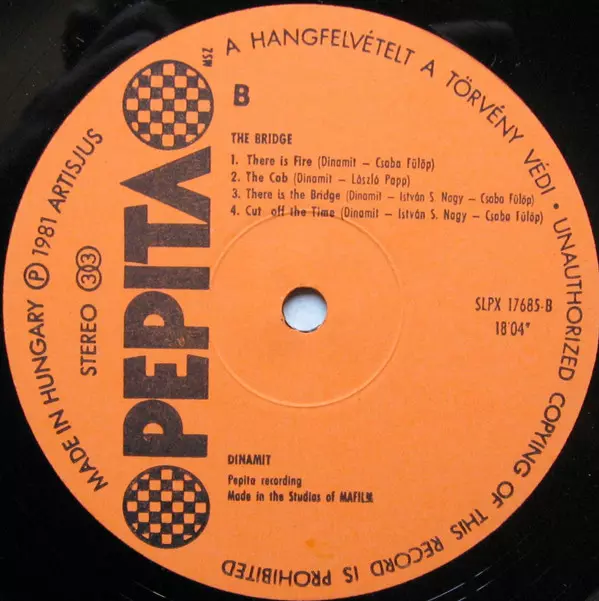 A HANGFELVÉTELT A TÖRVÉNY VÉDI • UNAUTHORIZED COPYING OF THIS RECORD IS PROHIBITED
MADE IN HUNGARY Ⓟ 1981 ARTISJUS
STEREO 33
PEPITA
MSZ
B
THE BRIDGE
1. There is Fire (Dinamit – Csaba Fülöp)
2. The Cab (Dinamit – László Papp)
3. There is the Bridge (Dinamit – István S. Nagy – Csaba Fülöp)
4. Cut off the Time (Dinamit – István S. Nagy – Csaba Fülöp)
SLPX 17685-B
18'04"
DINAMIT
Pepita recording
Made in the Studios of MAFILM